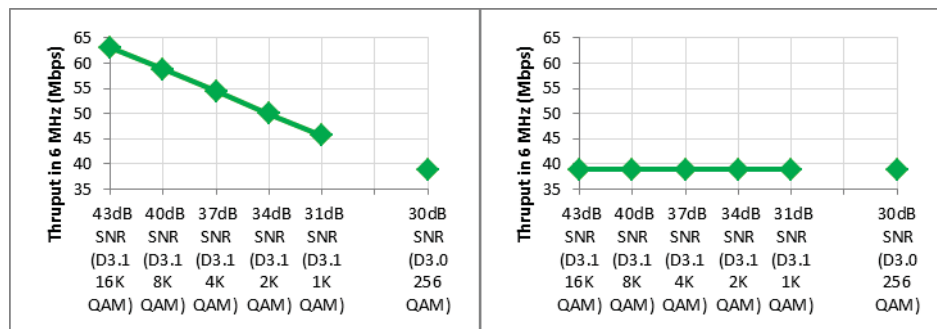 Thruput in 6 MHz (Mbps)
65
60
55
50
45
40
35
43dB 40dB 37dB 34dB 31dB 30dB
SNR SNR SNR SNR SNR SNR
(D3.1 (D3.1 (D3.1 (D3.1 (D3.1 (D3.0
16K 8K 4K 2K 1K 256
QAM) QAM) QAM) QAM) QAM) QAM)
Thruput in 6 MHz (Mbps)
65
60
55
50
45
40
35
43dB 40dB 37dB 34dB 31dB 30dB
SNR SNR SNR SNR SNR SNR
(D3.1 (D3.1 (D3.1 (D3.1 (D3.1 (D3.0
16K 8K 4K 2K 1K 256
QAM) QAM) QAM) QAM) QAM) QAM)